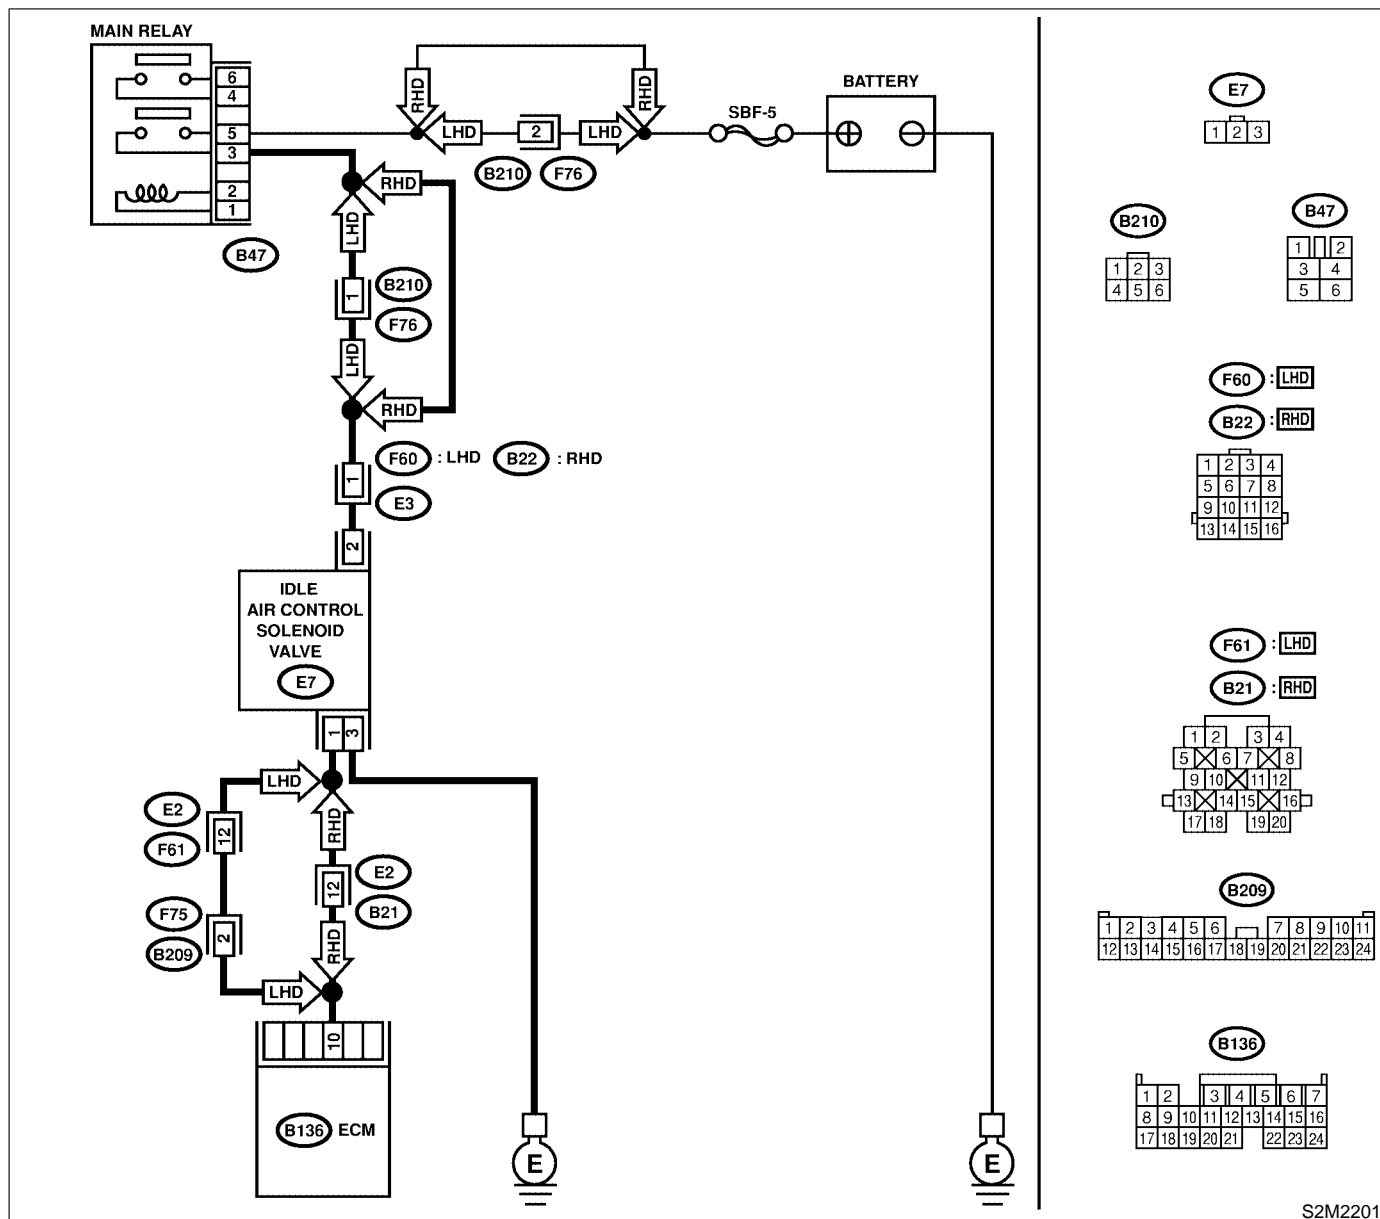 MAIN RELAY
6
4
5
3
2
1
B47
RHD
RHD
LHD
2
LHD
B210
F76
SBF-5
BATTERY
RHD
LHD
1
B210
F76
LHD
RHD
F60 : LHD B22 : RHD
1
E3
2
IDLE
AIR CONTROL
SOLENOID
VALVE
E7
1 3
LHD
RHD
E2
F61
12
E2
B21
12
F75
B209
2
RHD
LHD
10
B136 ECM
E
E
E7
1 2 3
B210
1 2 3
4 5 6
B47
1 2
3 4
5 6
F60 : LHD
B22 : RHD
1 2 3 4
5 6 7 8
9 10 11 12
13 14 15 16
F61 : LHD
B21 : RHD
1 2 3 4
5 6 7 8
9 10 11 12
13 14 15 16
17 18 19 20
B209
1 2 3 4 5 6 7 8 9 10 11
12 13 14 15 16 17 18 19 20 21 22 23 24
B136
1 2 3 4 5 6 7
8 9 10 11 12 13 14 15 16
17 18 19 20 21 22 23 24
S2M2201